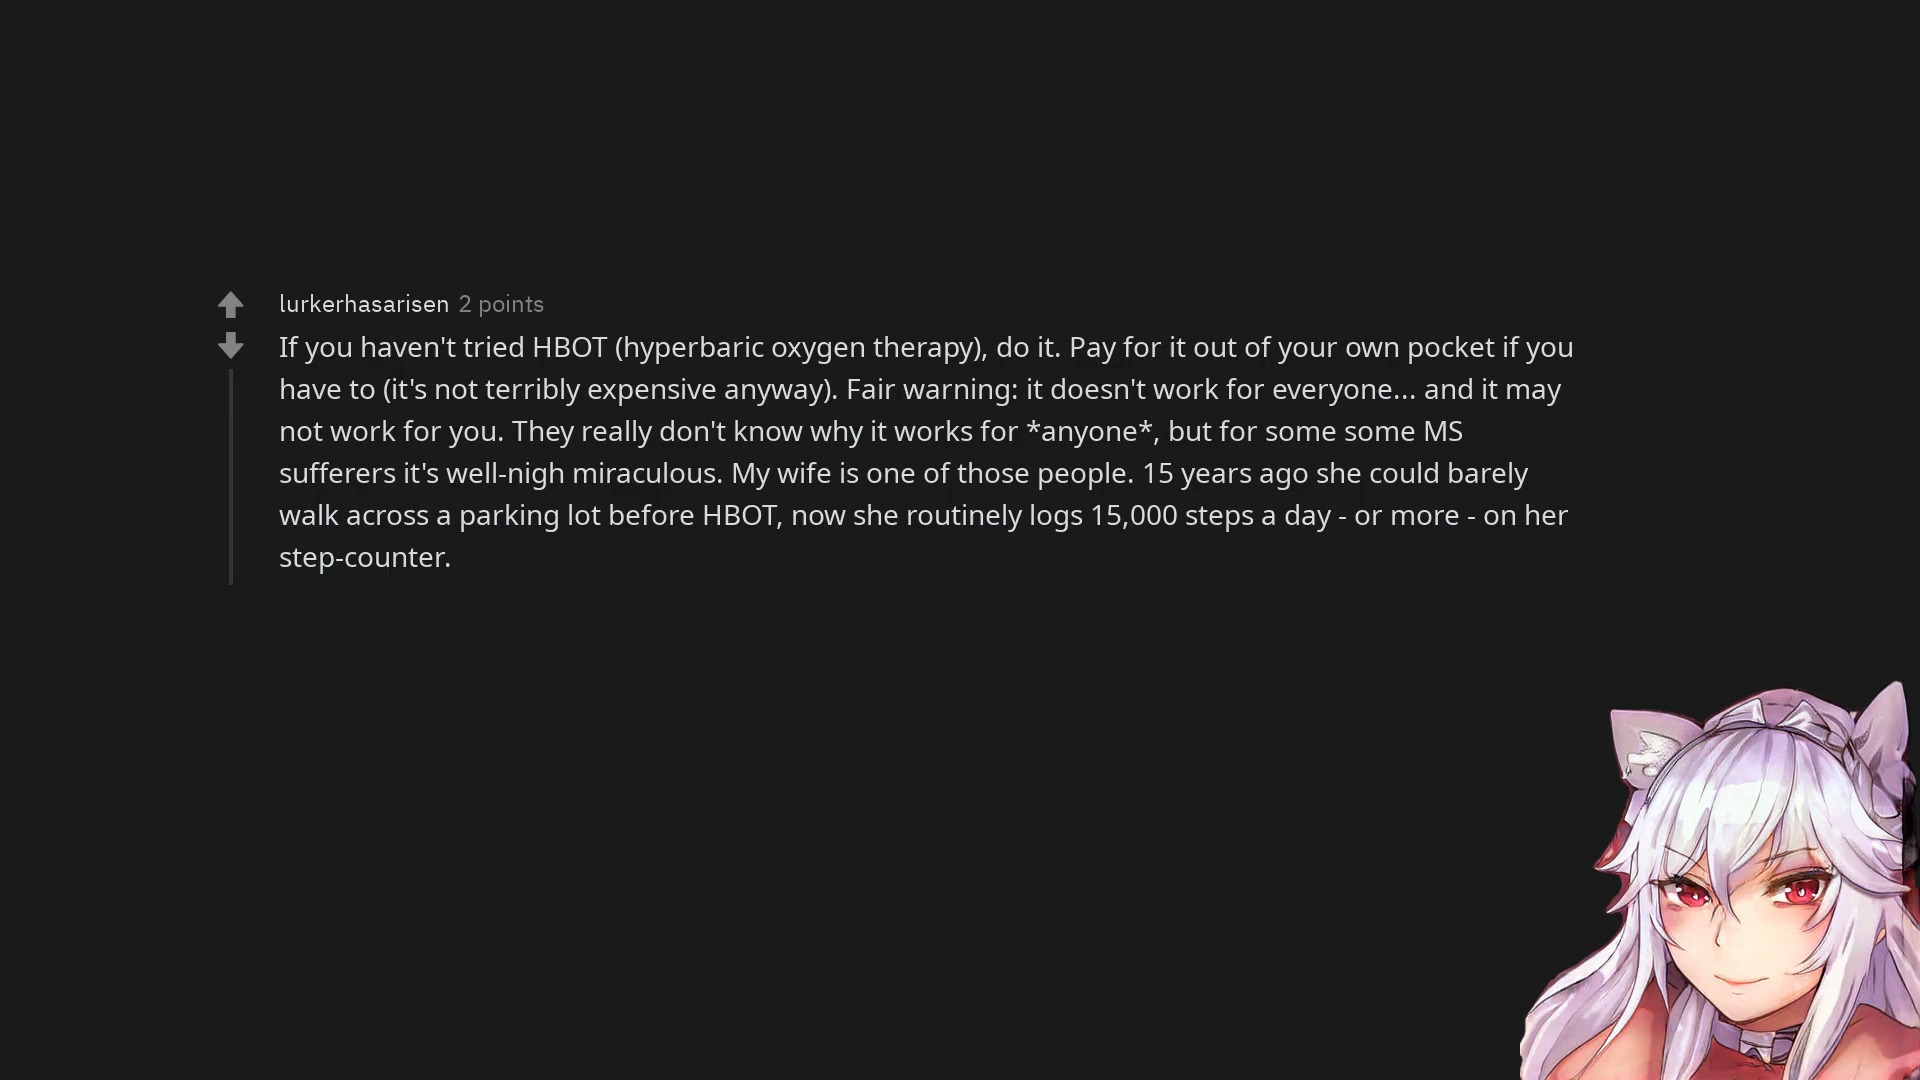 lurkerhasarisen 2 points
If you haven't tried HBOT (hyperbaric oxygen therapy), do it. Pay for it out of your own pocket if you
have to (it's not terribly expensive anyway). Fair warning: it doesn't work for everyone... and it may
not work for you. They really don't know why it works for *anyone*, but for some some MS
sufferers it's well-nigh miraculous. My wife is one of those people. 15 years ago she could barely
walk across a parking lot before HBOT, now she routinely logs 15,000 steps a day - or more - on her
step-counter.